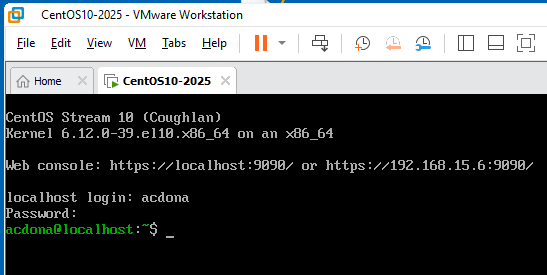 CentOS10-2025 - VMware Workstation
File Edit View VM Tabs Help
Home CentOS10-2025
CentOS Stream 10 (Coughlan)
Kernel 6.12.0-39.el10.x86_64 on an x86_64
Web console: https://localhost:9090/ or https://192.168.15.6:9090/
localhost login: acdona
Password:
acdona@localhost:~$ _